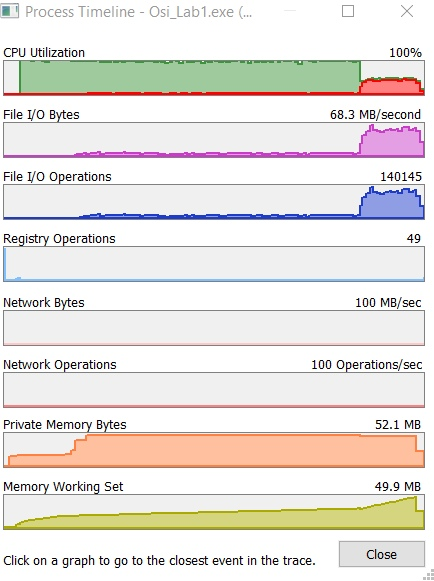 Process Timeline - Osi_Lab1.exe (...
CPU Utilization 100%
File I/O Bytes 68.3 MB/second
File I/O Operations 140145
Registry Operations 49
Network Bytes 100 MB/sec
Network Operations 100 Operations/sec
Private Memory Bytes 52.1 MB
Memory Working Set 49.9 MB
Click on a graph to go to the closest event in the trace.
Close